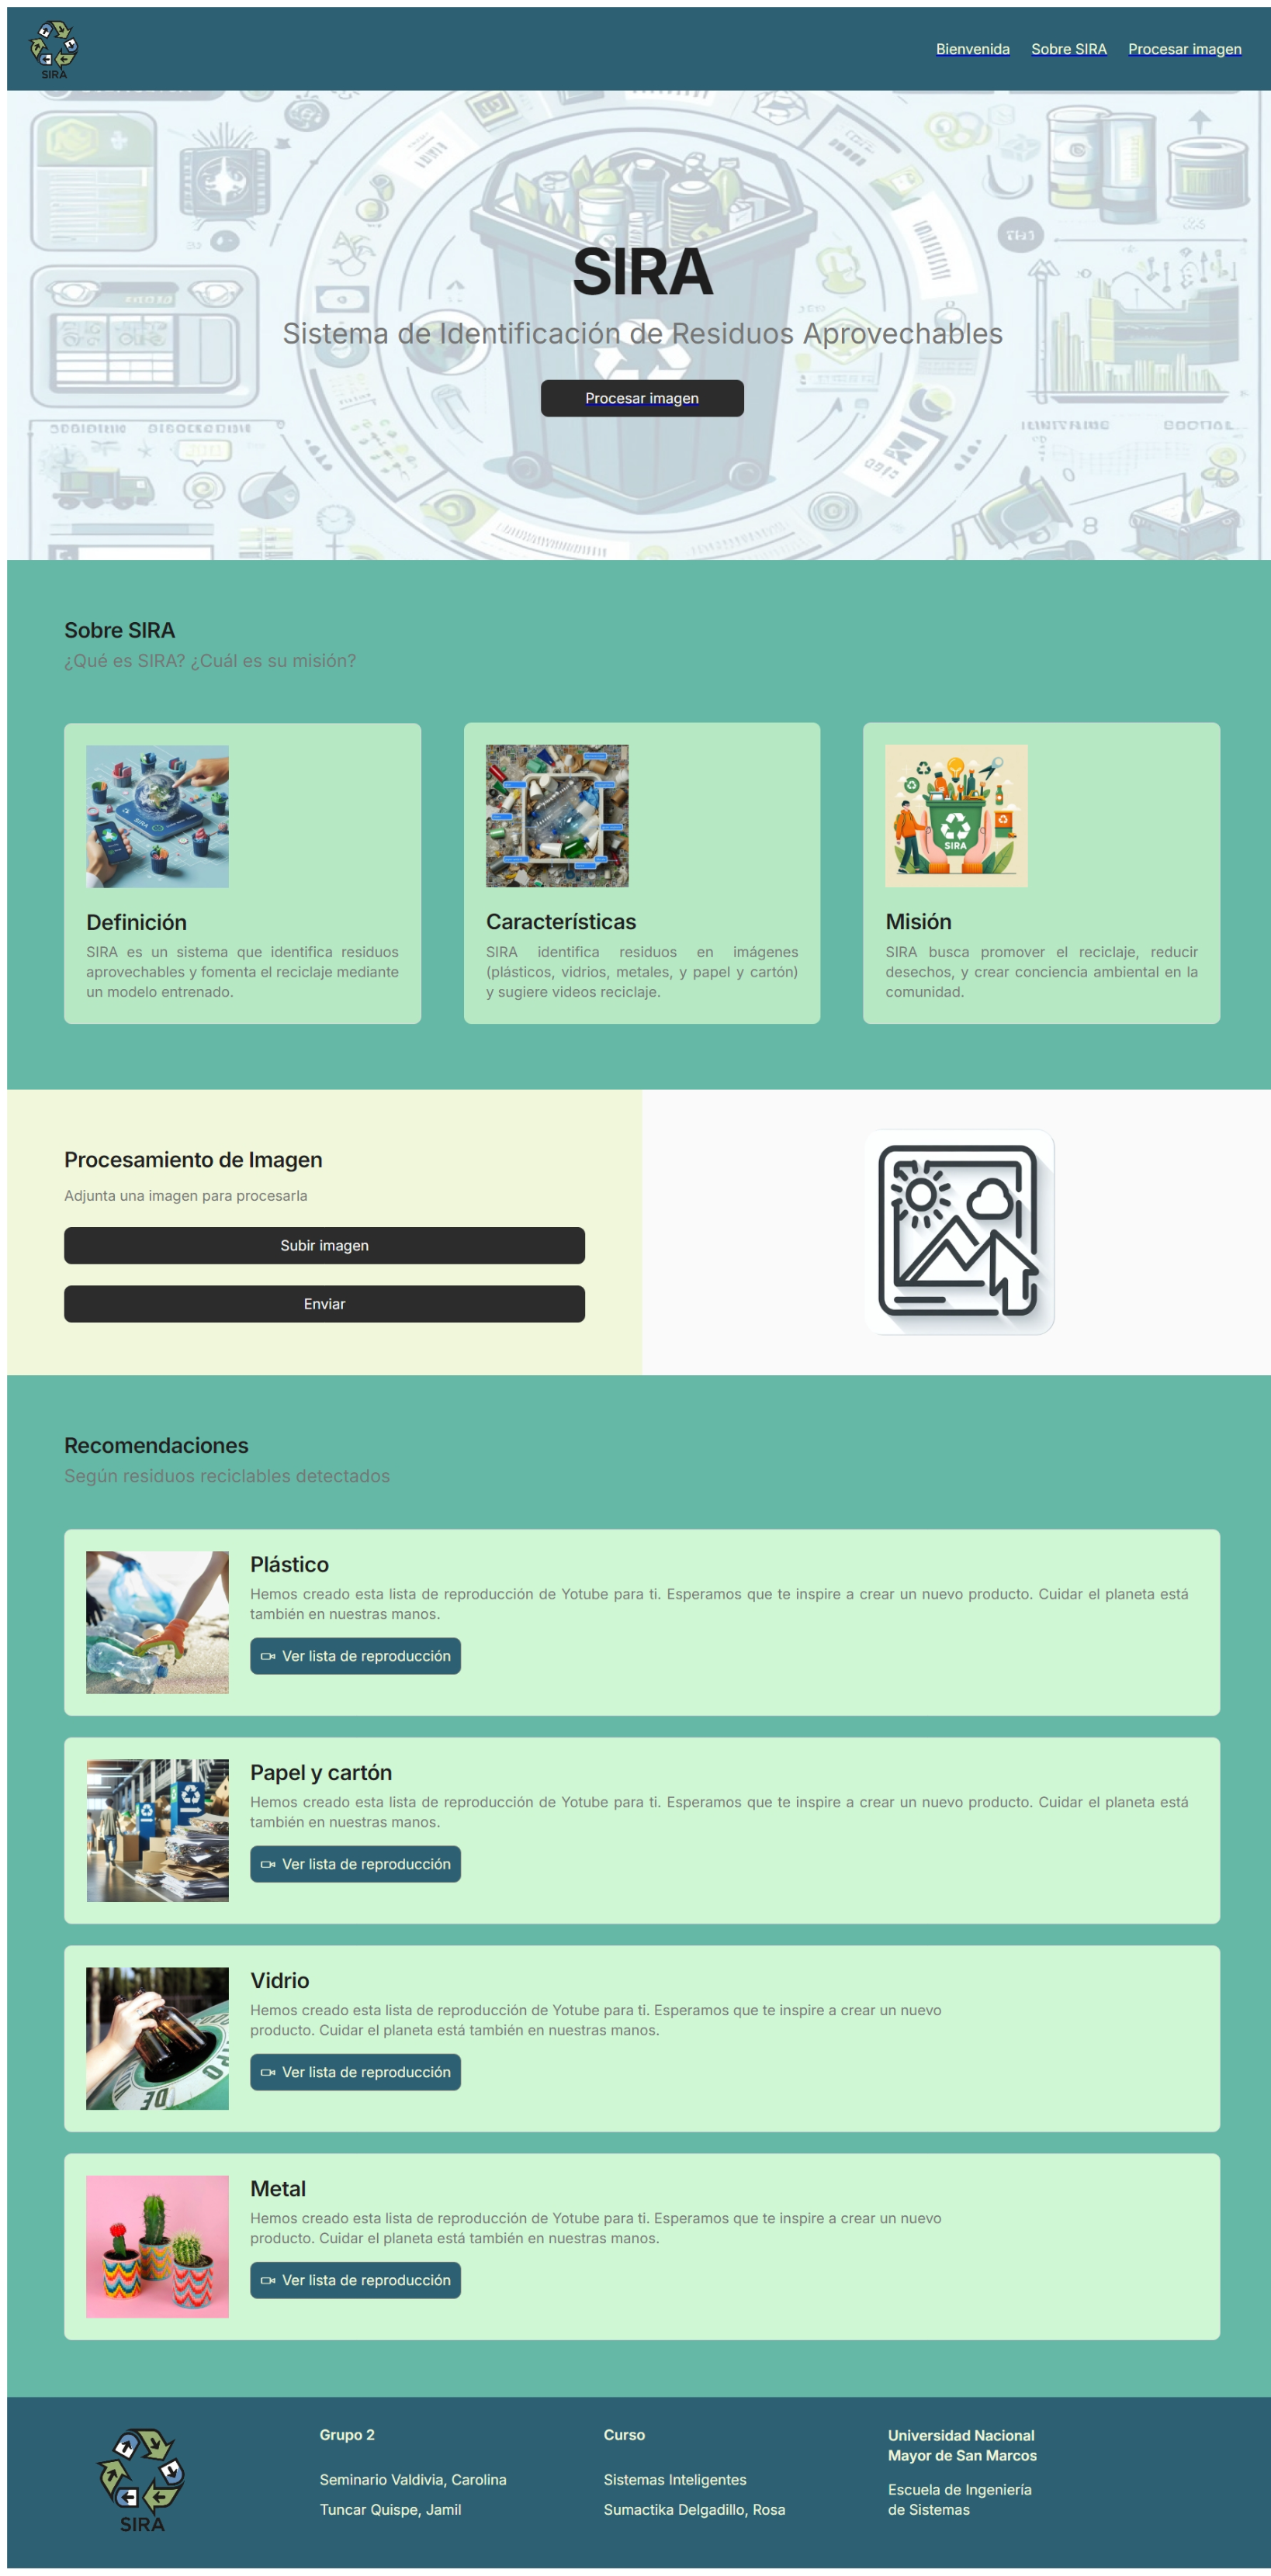 SIRA
Bienvenida
Sobre SIRA
Procesar imagen
SIRA
Sistema de Identificación de Residuos Aprovechables
Procesar imagen
Sobre SIRA
¿Qué es SIRA? ¿Cuál es su misión?
Definición
SIRA es un sistema que identifica residuos
aprovechables y fomenta el reciclaje mediante
un modelo entrenado.
Características
SIRA identifica residuos en imágenes
(plásticos, vidrios, metales, y papel y cartón)
y sugiere videos reciclaje.
SIRA
Misión
SIRA busca promover el reciclaje, reducir
desechos, y crear conciencia ambiental en la
comunidad.
Procesamiento de Imagen
Adjunta una imagen para procesarla
Subir imagen
Enviar
Recomendaciones
Según residuos reciclables detectados
Plástico
Hemos creado esta lista de reproducción de Yotube para ti. Esperamos que te inspire a crear un nuevo producto. Cuidar el planeta está
también en nuestras manos.
Ver lista de reproducción
Papel y cartón
Hemos creado esta lista de reproducción de Yotube para ti. Esperamos que te inspire a crear un nuevo producto. Cuidar el planeta está
también en nuestras manos.
Ver lista de reproducción
Vidrio
Hemos creado esta lista de reproducción de Yotube para ti. Esperamos que te inspire a crear un nuevo
producto. Cuidar el planeta está también en nuestras manos.
Ver lista de reproducción
Metal
Hemos creado esta lista de reproducción de Yotube para ti. Esperamos que te inspire a crear un nuevo
producto. Cuidar el planeta está también en nuestras manos.
Ver lista de reproducción
SIRA
Grupo 2
Seminario Valdivia, Carolina
Tuncar Quispe, Jamil
Curso
Sistemas Inteligentes
Sumactika Delgadillo, Rosa
Universidad Nacional
Mayor de San Marcos
Escuela de Ingeniería
de Sistemas